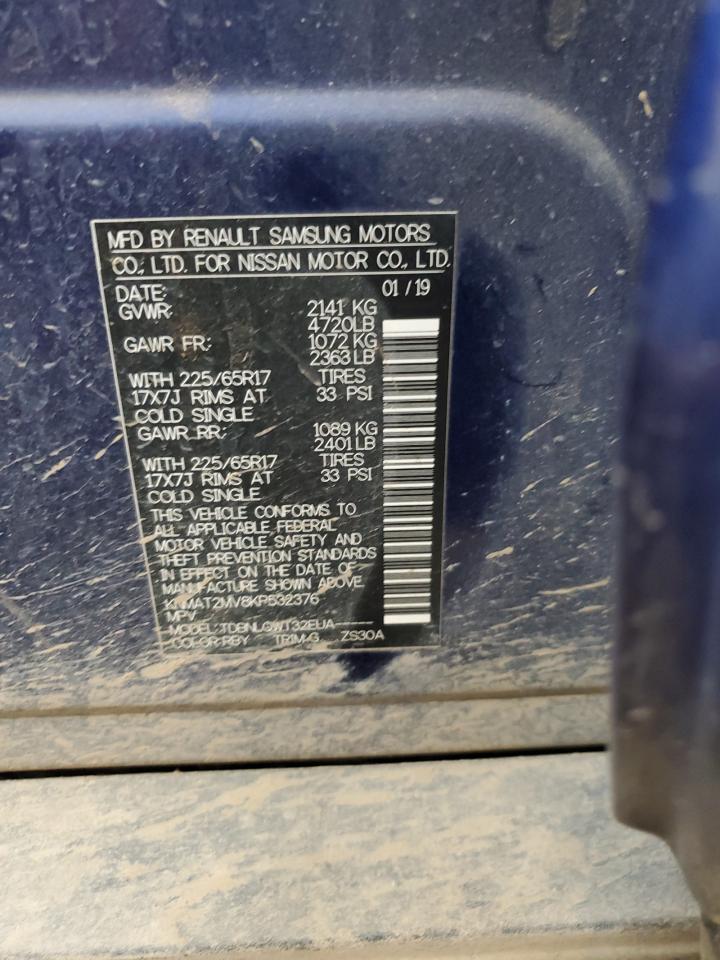 MFD BY RENAULT SAMSUNG MOTORS
CO., LTD. FOR NISSAN MOTOR CO., LTD.
DATE: 01 / 19
GVWR: 2141 KG
4720LB
GAWR FR: 1072 KG
2363 LB
WITH 225/65R17 TIRES
17X7J RIMS AT 33 PSI
COLD SINGLE
GAWR RR: 1089 KG
2401 LB
WITH 225/65R17 TIRES
17X7J RIMS AT 33 PSI
COLD SINGLE
THIS VEHICLE CONFORMS TO
ALL APPLICABLE FEDERAL
MOTOR VEHICLE SAFETY AND
THEFT PREVENTION STANDARDS
IN EFFECT ON THE DATE OF
MANUFACTURE SHOWN ABOVE.
KNMAT2MV8KP532376
MPV
MODEL: TDBNLGWT32EUA------
COLOR: RBY TRIM: G ZS30A